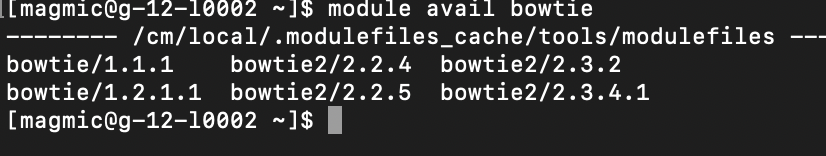 [magmic@g-12-l0002 ~]$ module avail bowtie
-------- /cm/local/.modulefiles_cache/tools/modulefiles ---
bowtie/1.1.1    bowtie2/2.2.4  bowtie2/2.3.2
bowtie/1.2.1.1  bowtie2/2.2.5  bowtie2/2.3.4.1
[magmic@g-12-l0002 ~]$